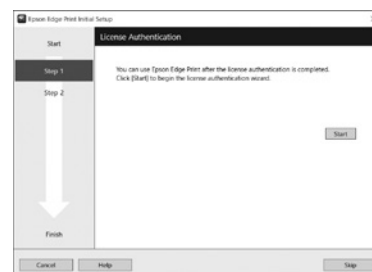 Epson Edge Print Initial Setup
Start
Step 1
Step 2
Finish
License Authentication
You can use Epson Edge Print after the license authentication is completed.
Click [Start] to begin the license authentication wizard.
Start
Cancel
Help
Skip